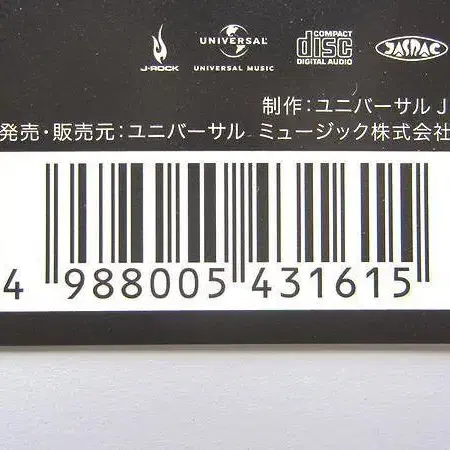 J-ROCK
UNIVERSAL
UNIVERSAL MUSIC
COMPACT
disc
DIGITAL AUDIO
JASRAC
制作:ユニバーサル J
発売・販売元:ユニバーサル ミュージック株式会
4 988005 431615